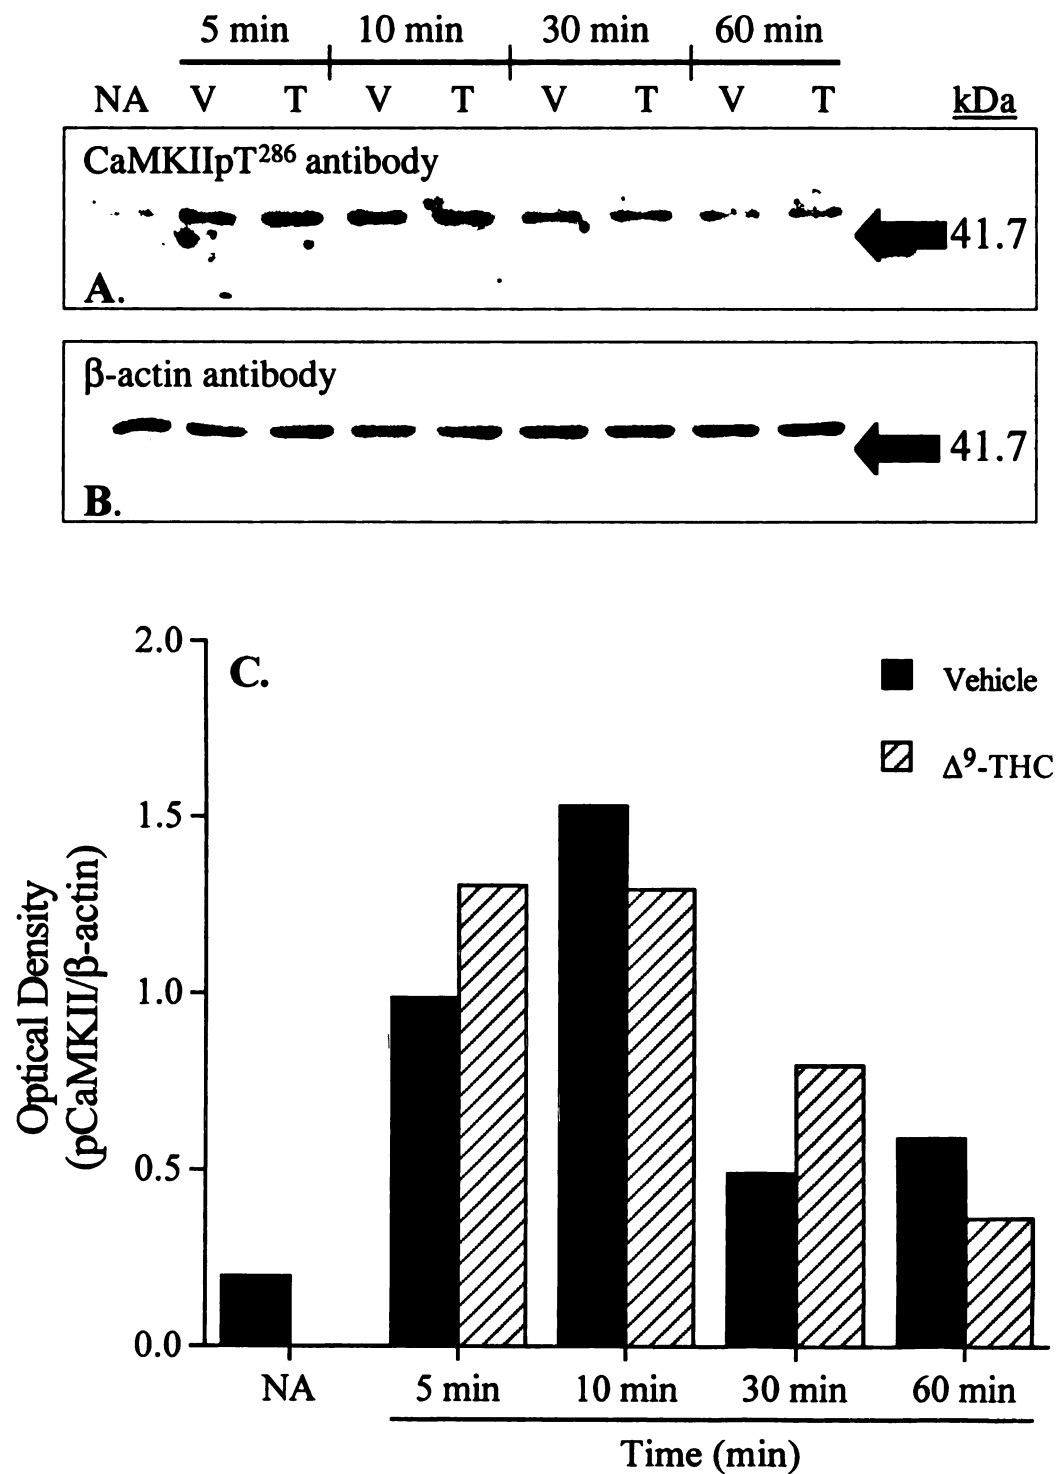 5 min 10 min 30 min 60 min
NA V T V T V T V T kDa
CaMKIIpT²⁸⁶ antibody
41.7
A.
β-actin antibody
41.7
B.
C.
Vehicle
Δ⁹-THC
2.0
1.5
1.0
0.5
0.0
Optical Density
(pCaMKII/β-actin)
NA 5 min 10 min 30 min 60 min
Time (min)